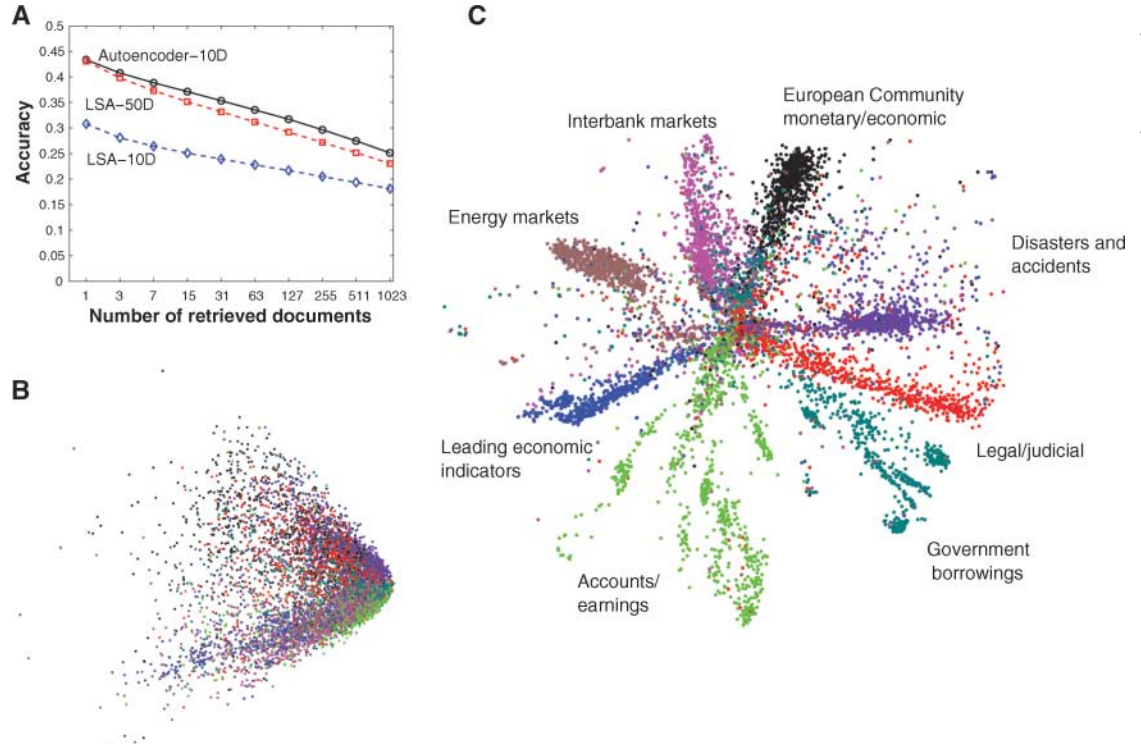 A
0.5
0.45
0.4
0.35
0.3
0.25
0.2
0.15
0.1
0.05
0
Accuracy
Autoencoder–10D
LSA–50D
LSA–10D
1 3 7 15 31 63 127 255 511 1023
Number of retrieved documents
B
C
European Community
monetary/economic
Interbank markets
Energy markets
Disasters and
accidents
Leading economic
indicators
Legal/judicial
Government
borrowings
Accounts/
earnings